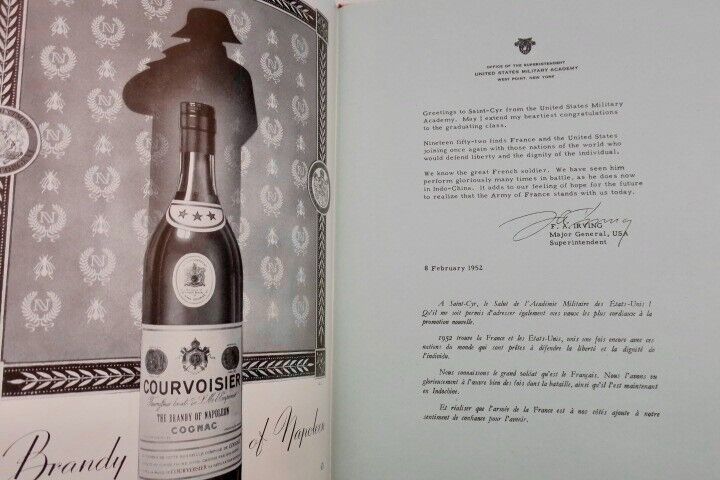 COURVOISIER
THE BRANDY OF NAPOLEON
COGNAC
Brandy of Napoleon
OFFICE OF THE SUPERINTENDENT
UNITED STATES MILITARY ACADEMY
WEST POINT, NEW YORK
Greetings to Saint-Cyr from the United States Military
Academy. May I extend my heartiest congratulations
to the graduating class.
Nineteen fifty-two finds France and the United States
joining once again with those nations of the world who
would defend liberty and the dignity of the individual.
We know the great French soldier. We have seen him
perform gloriously many times in battle, as he does now
in Indo-China. It adds to our feeling of hope for the future
to realize that the Army of France stands with us today.
F. A. IRVING
Major General, USA
Superintendent
8 February 1952
A Saint-Cyr, le Salut de l'Académie Militaire des États-Unis !
Qu'il me soit permis d'adresser également mes vœux les plus cordiaux à la
promotion nouvelle.
1952 trouve la France et les États-Unis, unis une fois encore avec ces
nations du monde qui sont prêtes à défendre la liberté et la dignité de
l'individu.
Nous connaissons le grand soldat qu'est le Français. Nous l'avons vu
glorieusement à l'œuvre bien des fois dans la bataille, ainsi qu'il l'est maintenant
en Indochine.
Et réaliser que l'armée de la France est à nos côtés ajoute à notre
sentiment de confiance pour l'avenir.